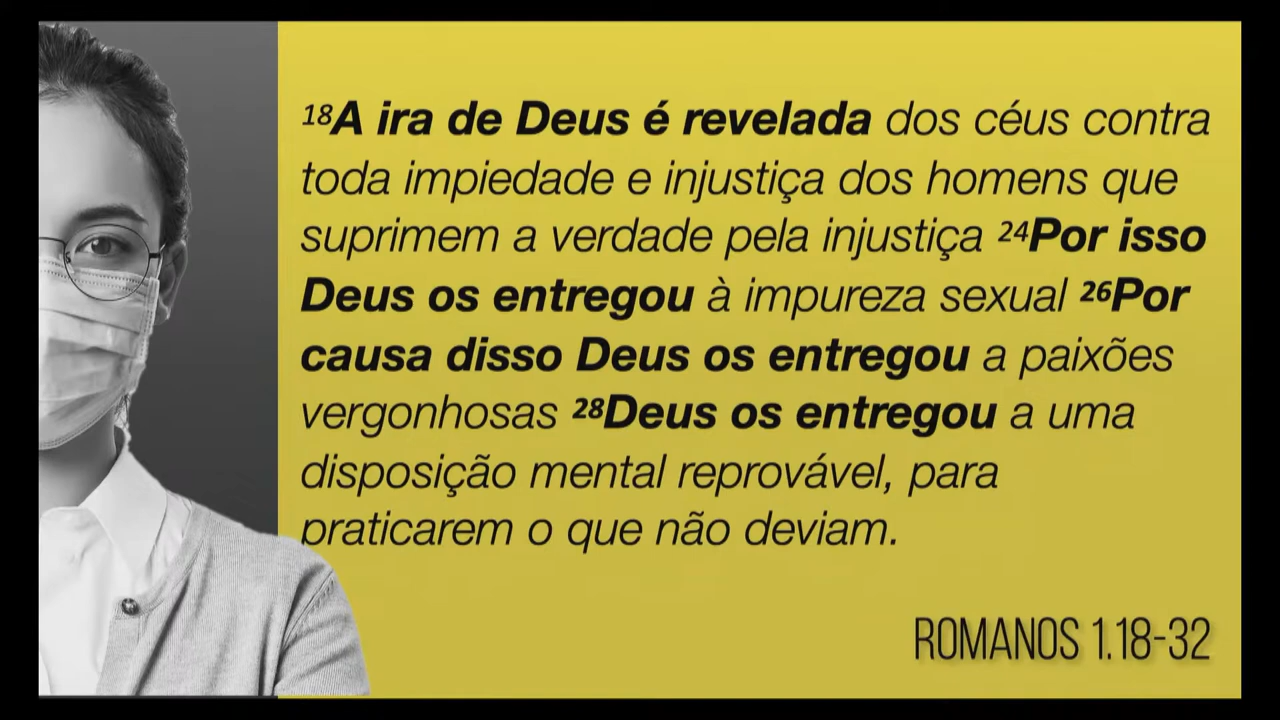 18A ira de Deus é revelada dos céus contra
toda impiedade e injustiça dos homens que
suprimem a verdade pela injustiça 24Por isso
Deus os entregou à impureza sexual 26Por
causa disso Deus os entregou a paixões
vergonhosas 28Deus os entregou a uma
disposição mental reprovável, para
praticarem o que não deviam.
ROMANOS 1.18-32